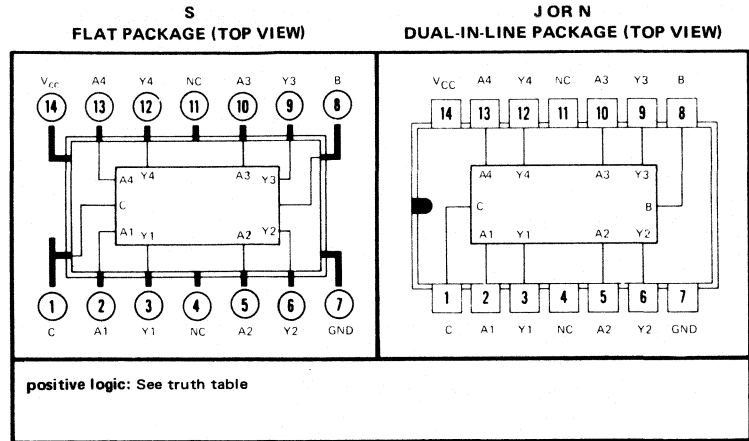 S
FLAT PACKAGE (TOP VIEW)
VCC A4 Y4 NC A3 Y3 B
14 13 12 11 10 9 8
A4 Y4 A3 Y3
C
A1 Y1 A2 Y2
1 2 3 4 5 6 7
C A1 Y1 NC A2 Y2 GND
J OR N
DUAL-IN-LINE PACKAGE (TOP VIEW)
VCC A4 Y4 NC A3 Y3 B
14 13 12 11 10 9 8
A4 Y4 A3 Y3
C B
A1 Y1 A2 Y2
1 2 3 4 5 6 7
C A1 Y1 NC A2 Y2 GND
positive logic: See truth table